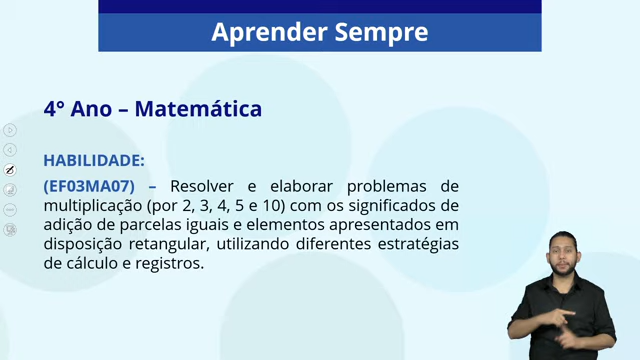 Aprender Sempre
4° Ano – Matemática
HABILIDADE:
(EF03MA07) – Resolver e elaborar problemas de
multiplicação (por 2, 3, 4, 5 e 10) com os significados de
adição de parcelas iguais e elementos apresentados em
disposição retangular, utilizando diferentes estratégias
de cálculo e registros.